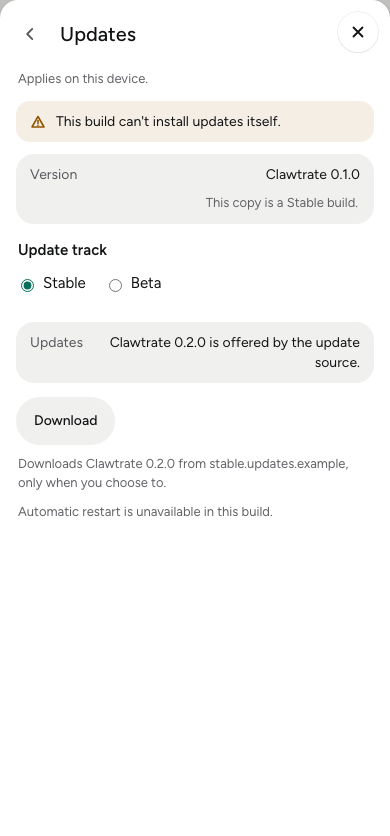 Updates
Applies on this device.
This build can't install updates itself.
Version
Clawtrate 0.1.0
This copy is a Stable build.
Update track
Stable
Beta
Updates
Clawtrate 0.2.0 is offered by the update
source.
Download
Downloads Clawtrate 0.2.0 from stable.updates.example,
only when you choose to.
Automatic restart is unavailable in this build.